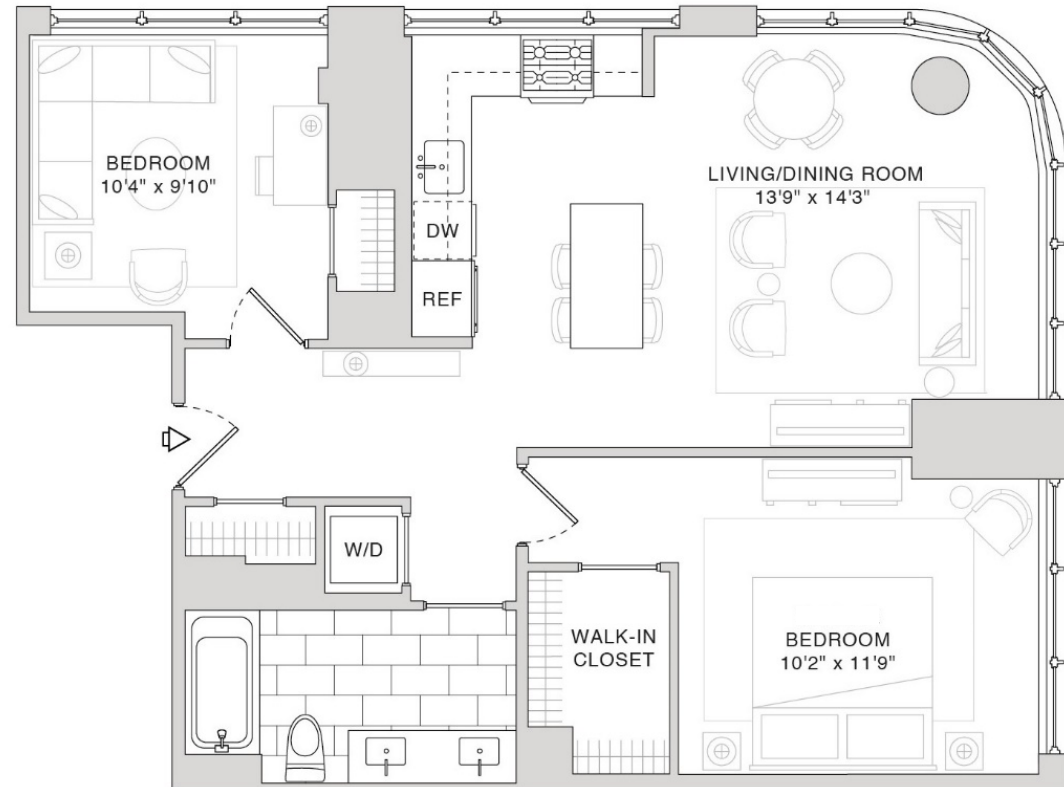 BEDROOM
10'4" x 9'10"
LIVING/DINING ROOM
13'9" x 14'3"
DW
REF
W/D
WALK-IN
CLOSET
BEDROOM
10'2" x 11'9"